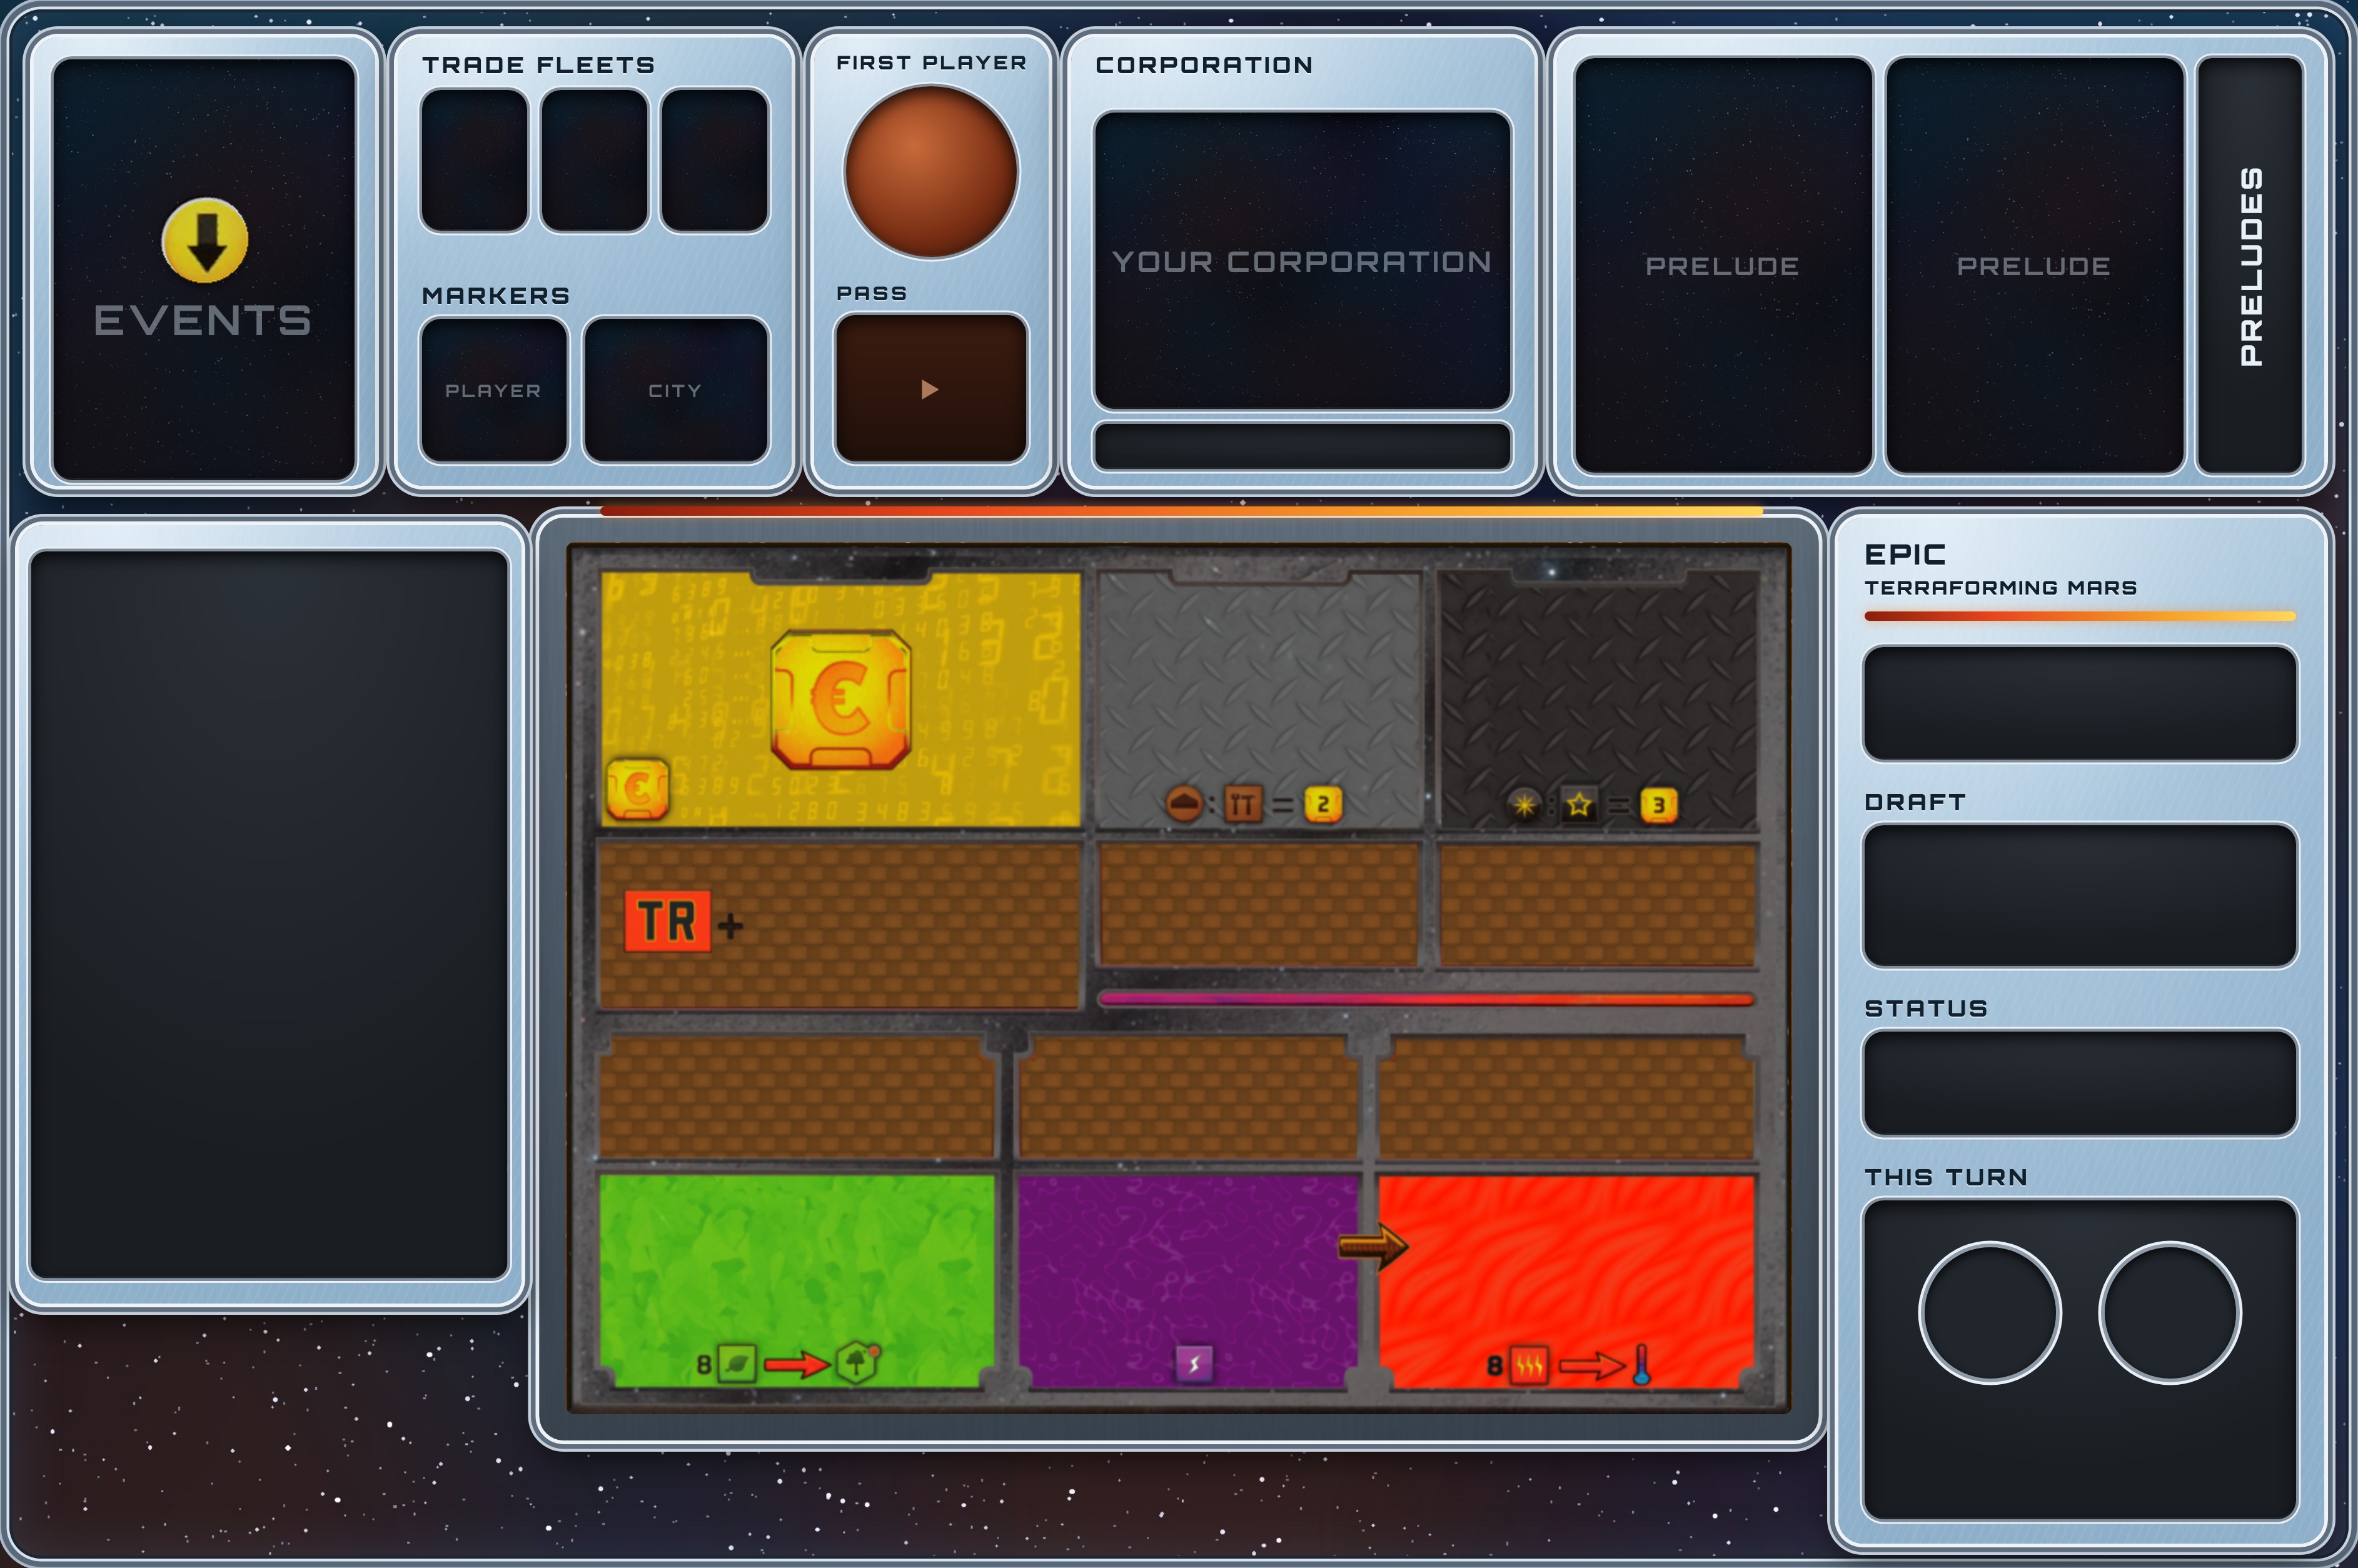 TRADE FLEETS
FIRST PLAYER
CORPORATION
EVENTS
MARKERS
PLAYER
CITY
PASS
YOUR CORPORATION
PRELUDE
PRELUDE
PRELUDES
EPIC
TERRAFORMING MARS
DRAFT
STATUS
THIS TURN
€
€
: = 2
: = 3
TR +
8
8